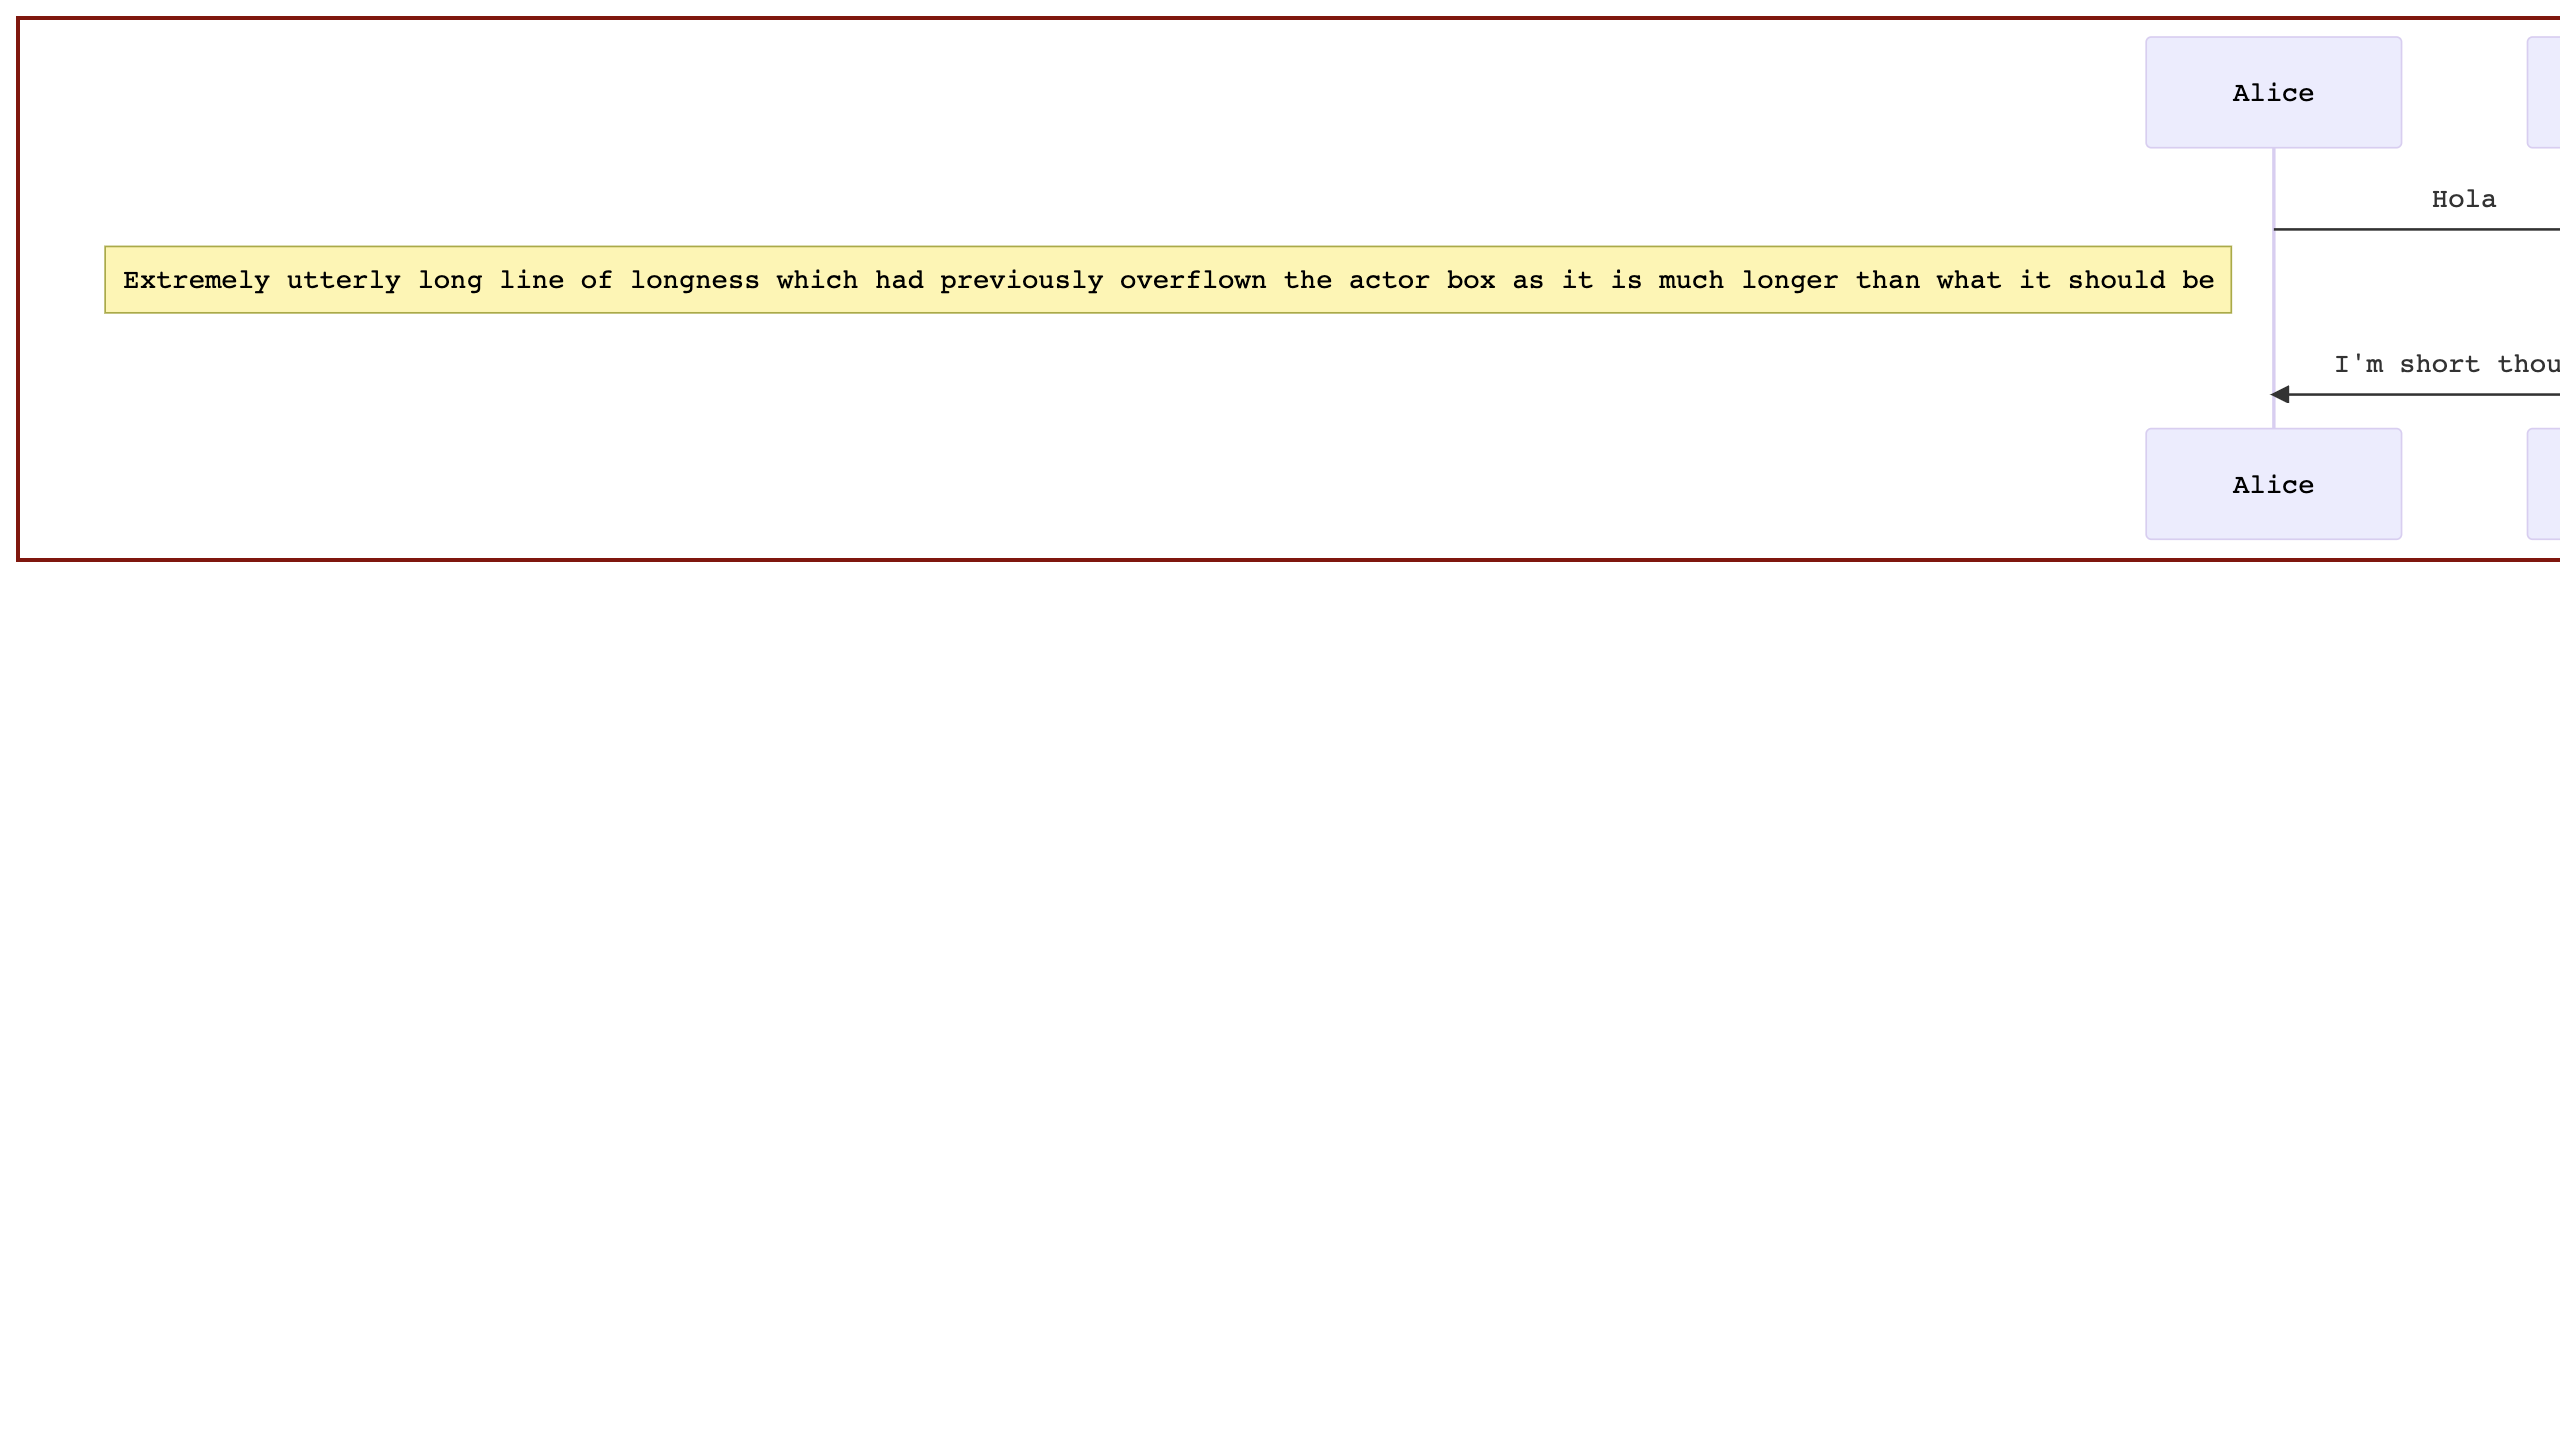 Alice
Hola
Extremely utterly long line of longness which had previously overflown the actor box as it is much longer than what it should be
I'm short thou
Alice